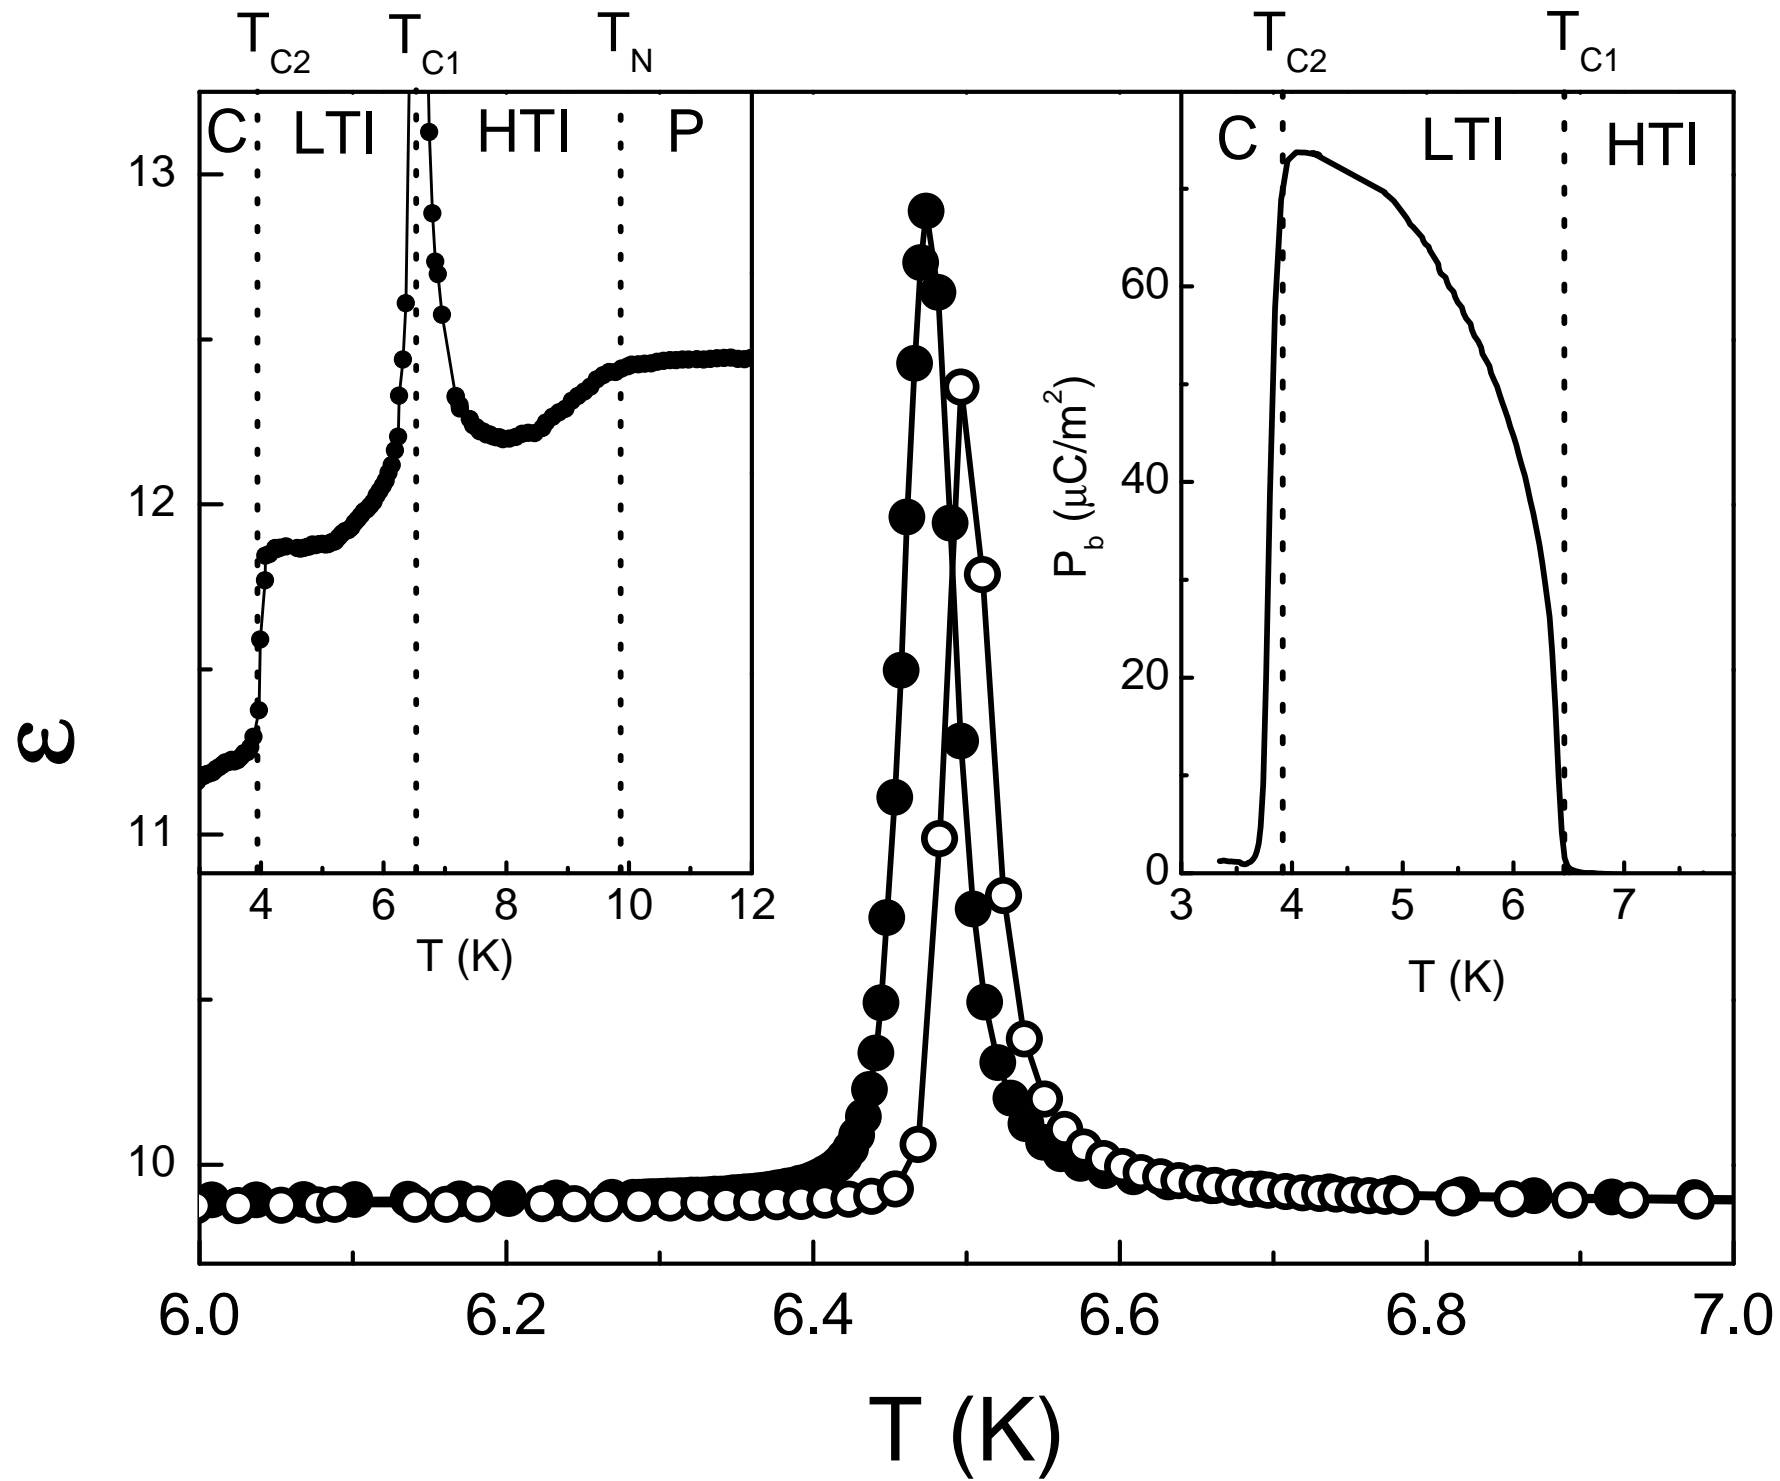 T_C2 T_C1 T_N T_C2 T_C1
C LTI HTI P
C LTI HTI
13
12
11
10
ε
4 6 8 10 12
T (K)
60
40
20
0
P_b (μC/m²)
3 4 5 6 7
T (K)
6.0 6.2 6.4 6.6 6.8 7.0
T (K)